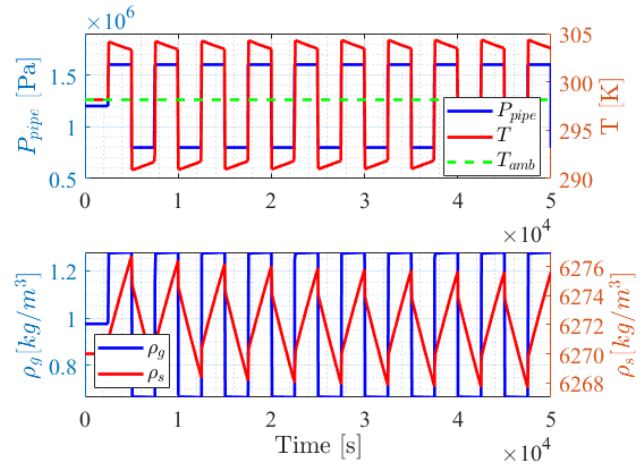 ×10⁶
P_pipe [Pa]
1.5
1
0.5
305
300
295
290
T [K]
P_pipe
T
T_amb
0 1 2 3 4 5
×10⁴
ρ_g [kg/m³]
1.2
1
0.8
6276
6274
6272
6270
6268
ρ_s [kg/m³]
ρ_g
ρ_s
0 1 2 3 4 5
Time [s]
×10⁴